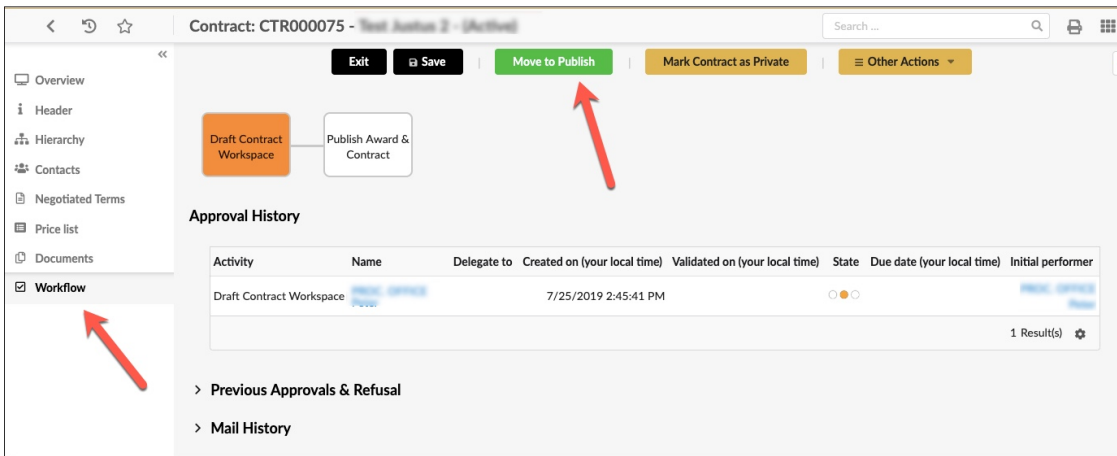 Contract: CTR000075 -
Search ...
Exit
Save
Move to Publish
Mark Contract as Private
Other Actions
Overview
Header
Hierarchy
Contacts
Negotiated Terms
Price list
Documents
Workflow
Draft Contract
Workspace
Publish Award &
Contract
Approval History
Activity Name Delegate to Created on (your local time) Validated on (your local time) State Due date (your local time) Initial performer
Draft Contract Workspace 7/25/2019 2:45:41 PM
1 Result(s)
Previous Approvals & Refusal
Mail History